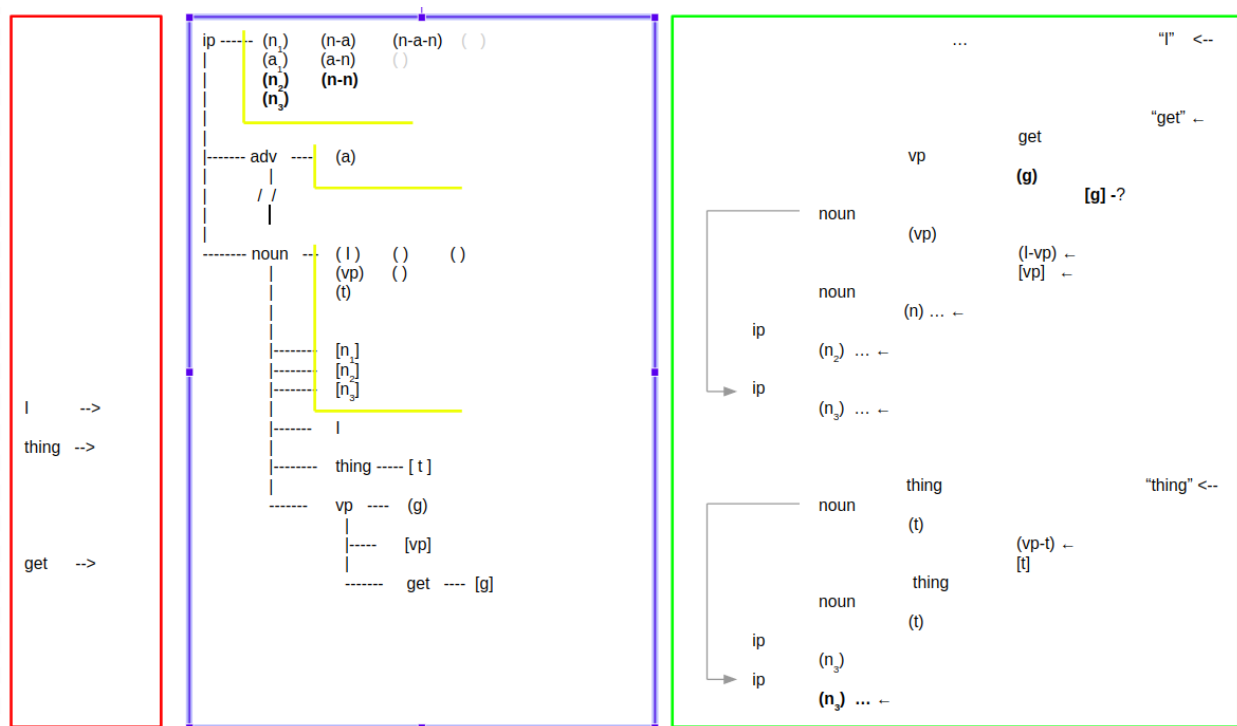 I -->
thing -->
get -->
ip ------ (n1) (n-a) (n-a-n) ( )
(a1) (a-n) ( )
(n2) (n-n)
(n3)
|------- adv ---- (a)
|
/ /
|
-------- noun --- ( I ) ( ) ( )
(vp) ( )
(t)
|-------- [n1]
|-------- [n2]
|-------- [n3]
|------- I
|-------- thing ----- [ t ]
------- vp ---- (g)
|----- [vp]
------- get ---- [g]
… “I” <--
“get” ←
get
vp
(g)
[g] -?
noun
(vp)
(I-vp) ←
[vp] ←
noun
(n) … ←
ip
(n2) … ←
ip
(n3) … ←
thing “thing” <--
noun
(t)
(vp-t) ←
[t]
thing
noun
(t)
ip
(n3)
ip
(n3) … ←